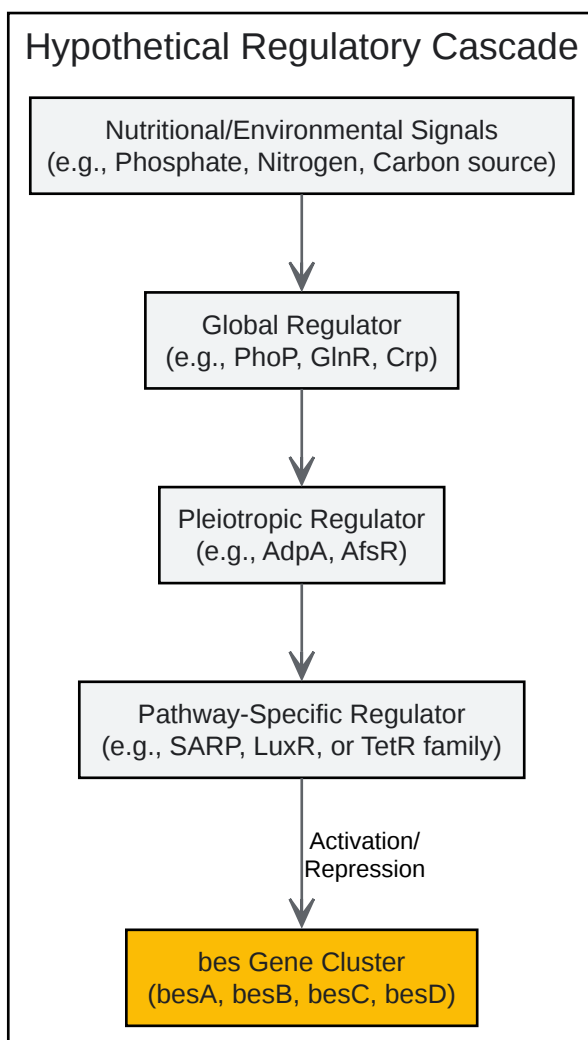 Hypothetical Regulatory Cascade
Nutritional/Environmental Signals
(e.g., Phosphate, Nitrogen, Carbon source)
Global Regulator
(e.g., PhoP, GlnR, Crp)
Pleiotropic Regulator
(e.g., AdpA, AfsR)
Pathway-Specific Regulator
(e.g., SARP, LuxR, or TetR family)
Activation/
Repression
bes Gene Cluster
(besA, besB, besC, besD)